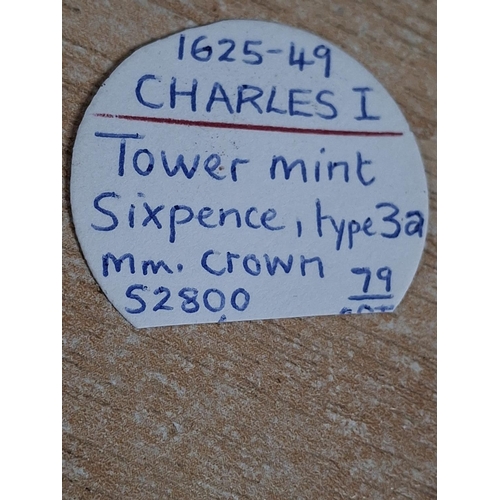 1625-49
CHARLES I
Tower mint
Sixpence, type 3a
mm. crown
S2800
79